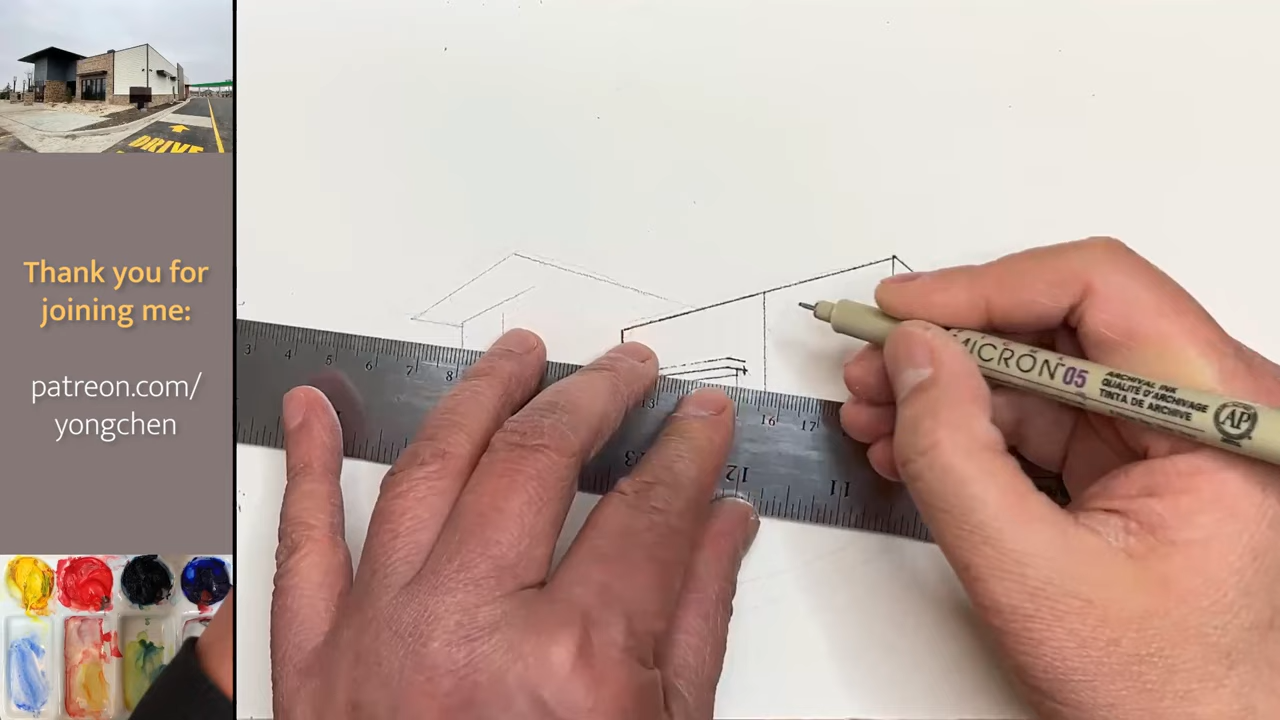 DRIVE
Thank you for
joining me:
patreon.com/
yongchen
3 4 5 6 7 8
13 16 17
13 12 11
MICRON 05
ARCHIVAL INK
QUALITÉ D'ARCHIVAGE
TINTA DE ARCHIVE
AP